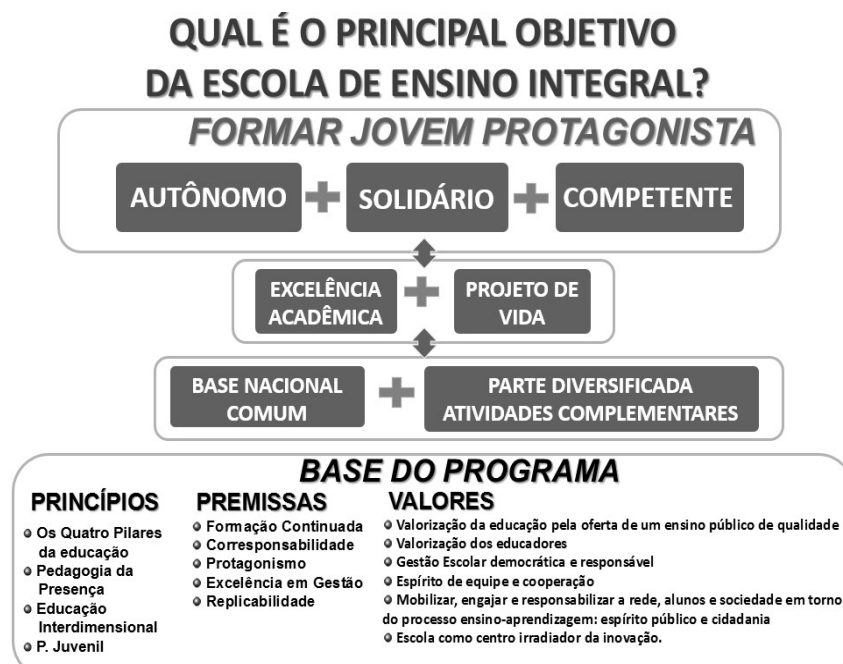 QUAL É O PRINCIPAL OBJETIVO
DA ESCOLA DE ENSINO INTEGRAL?
FORMAR JOVEM PROTAGONISTA
AUTÔNOMO + SOLIDÁRIO + COMPETENTE
EXCELÊNCIA
ACADÊMICA
+
PROJETO DE
VIDA
BASE NACIONAL
COMUM
+
PARTE DIVERSIFICADA
ATIVIDADES COMPLEMENTARES
BASE DO PROGRAMA
PRINCÍPIOS
Os Quatro Pilares
da educação
Pedagogia da
Presença
Educação
Interdimensional
P. Juvenil
PREMISSAS
Formação Continuada
Corresponsabilidade
Protagonismo
Excelência em Gestão
Replicabilidade
VALORES
Valorização da educação pela oferta de um ensino público de qualidade
Valorização dos educadores
Gestão Escolar democrática e responsável
Espírito de equipe e cooperação
Mobilizar, engajar e responsabilizar a rede, alunos e sociedade em torno
do processo ensino-aprendizagem: espírito público e cidadania
Escola como centro irradiador da inovação.